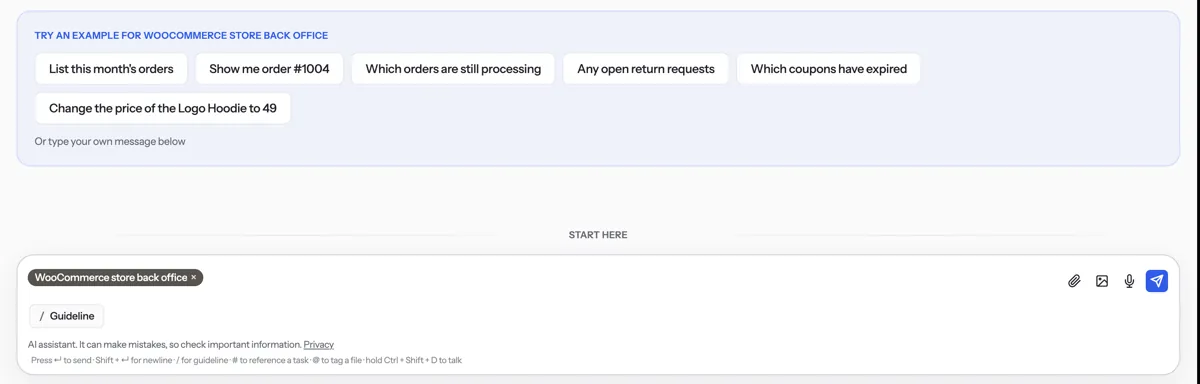 TRY AN EXAMPLE FOR WOOCOMMERCE STORE BACK OFFICE
List this month's orders Show me order #1004 Which orders are still processing Any open return requests Which coupons have expired
Change the price of the Logo Hoodie to 49
Or type your own message below
START HERE
WooCommerce store back office ×
/ Guideline
AI assistant. It can make mistakes, so check important information. Privacy
Press ↵ to send · Shift + ↵ for newline · / for guideline · # to reference a task · @ to tag a file · hold Ctrl + Shift + D to talk